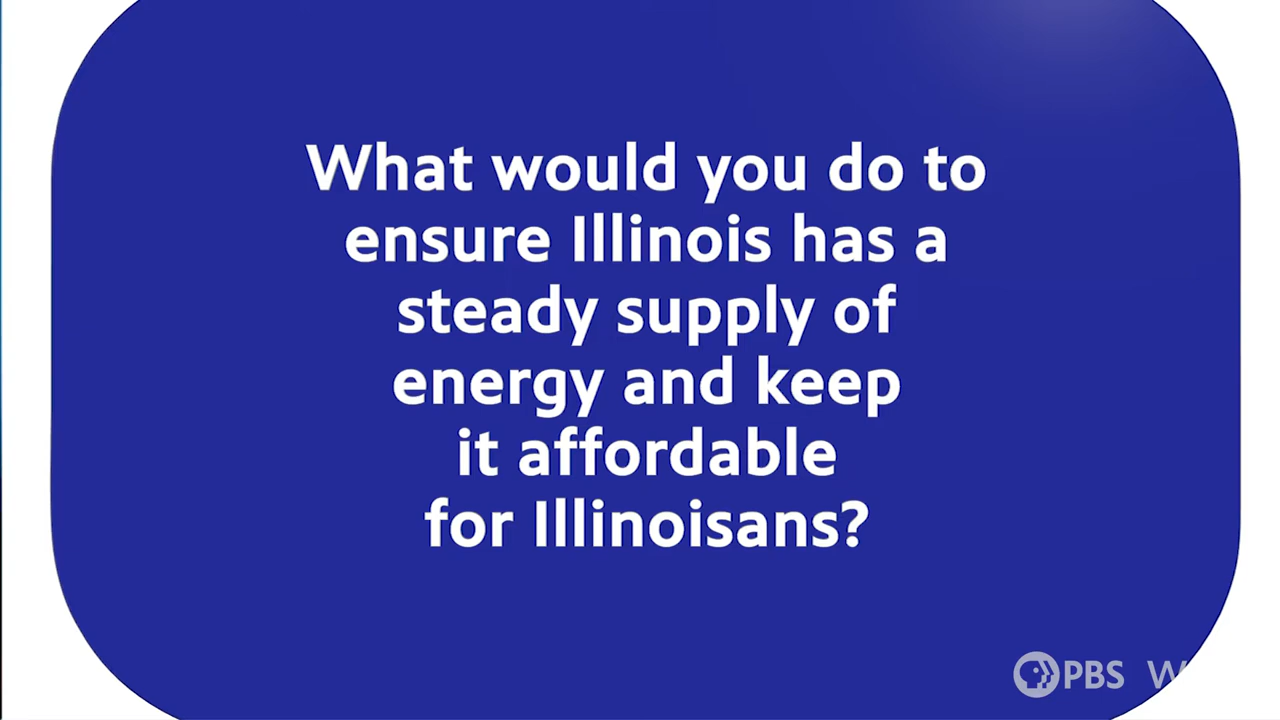 What would you do to
ensure Illinois has a
steady supply of
energy and keep
it affordable
for Illinoisans?
PBS W